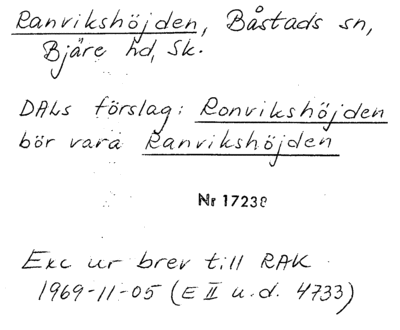 Ranvikshöjden, Båstads sn,
Bjäre hd, Sk.
DALs förslag: Ronvikshöjden
bör vara Ranvikshöjden
Nr 17238
Exc ur brev till RAK
1969-11-05 (E II u.d. 4733)